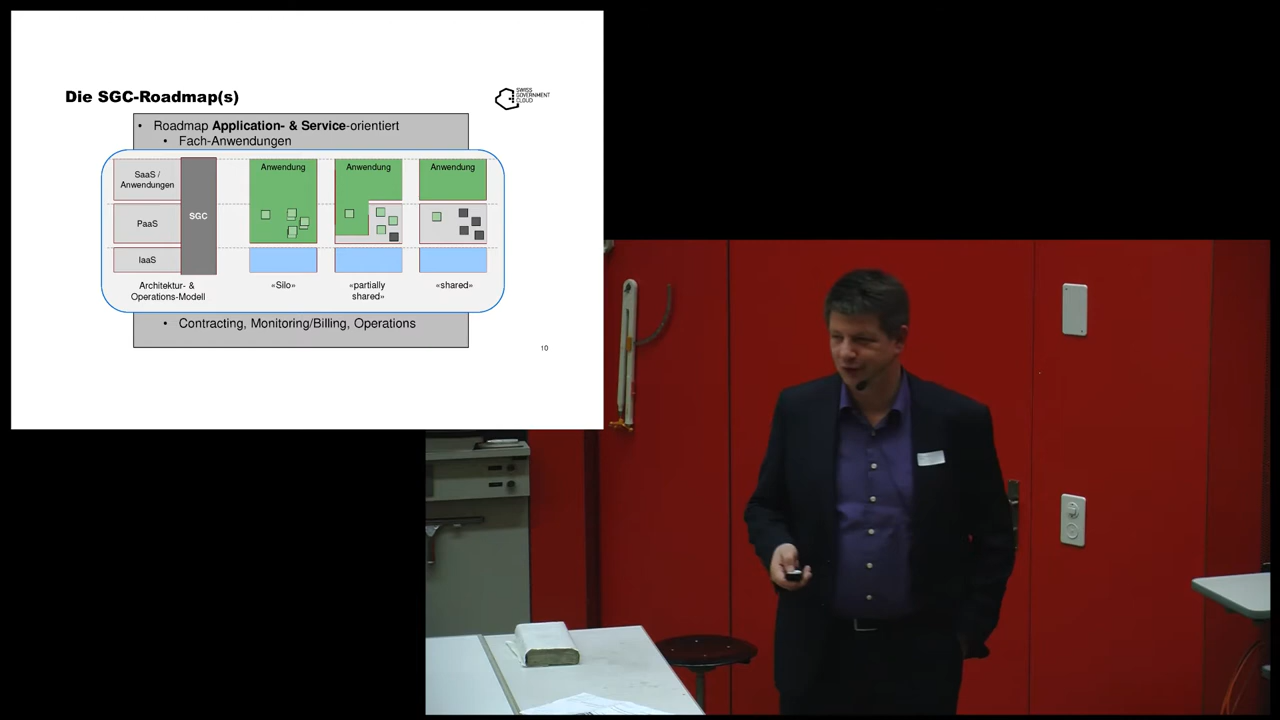 Die SGC-Roadmap(s)
SWISS
GOVERNMENT
CLOUD
• Roadmap Application- & Service-orientiert
• Fach-Anwendungen
SaaS /
Anwendungen
SGC
Anwendung
Anwendung
Anwendung
PaaS
IaaS
Architektur- &
Operations-Modell
«Silo»
«partially
shared»
«shared»
• Contracting, Monitoring/Billing, Operations
10